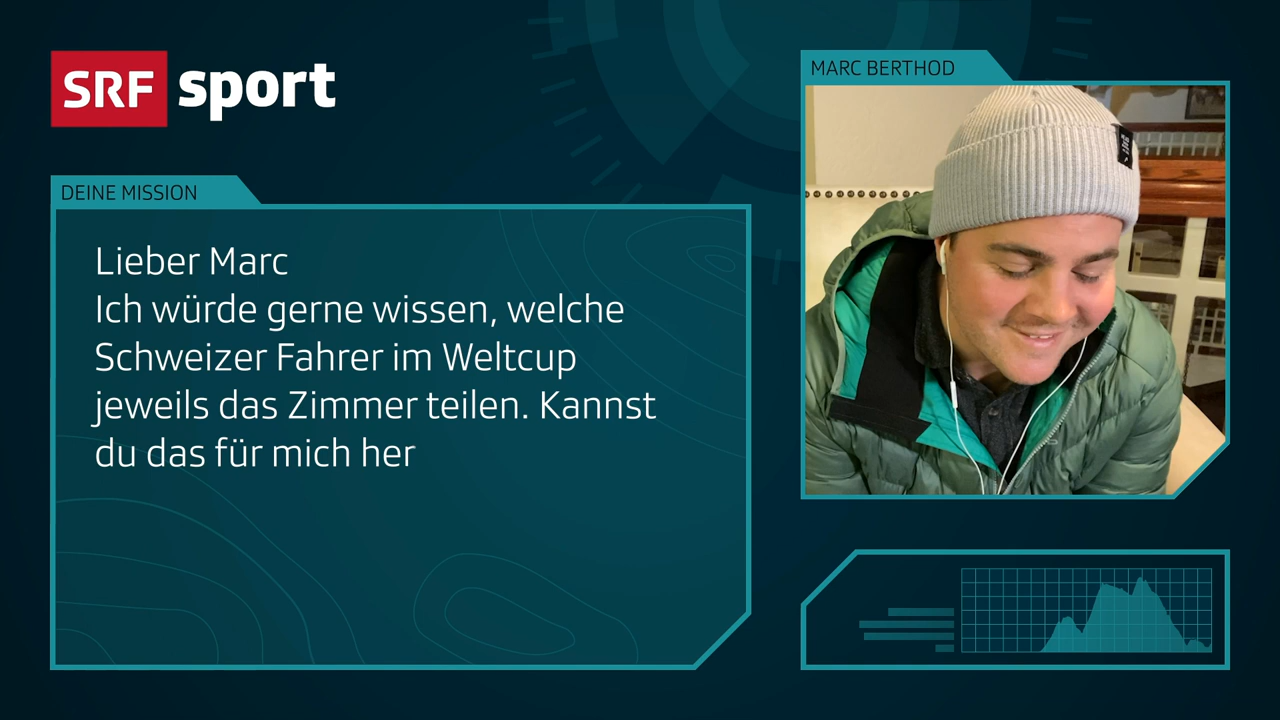 SRF sport
MARC BERTHOD
DEINE MISSION
Lieber Marc
Ich würde gerne wissen, welche
Schweizer Fahrer im Weltcup
jeweils das Zimmer teilen. Kannst
du das für mich her